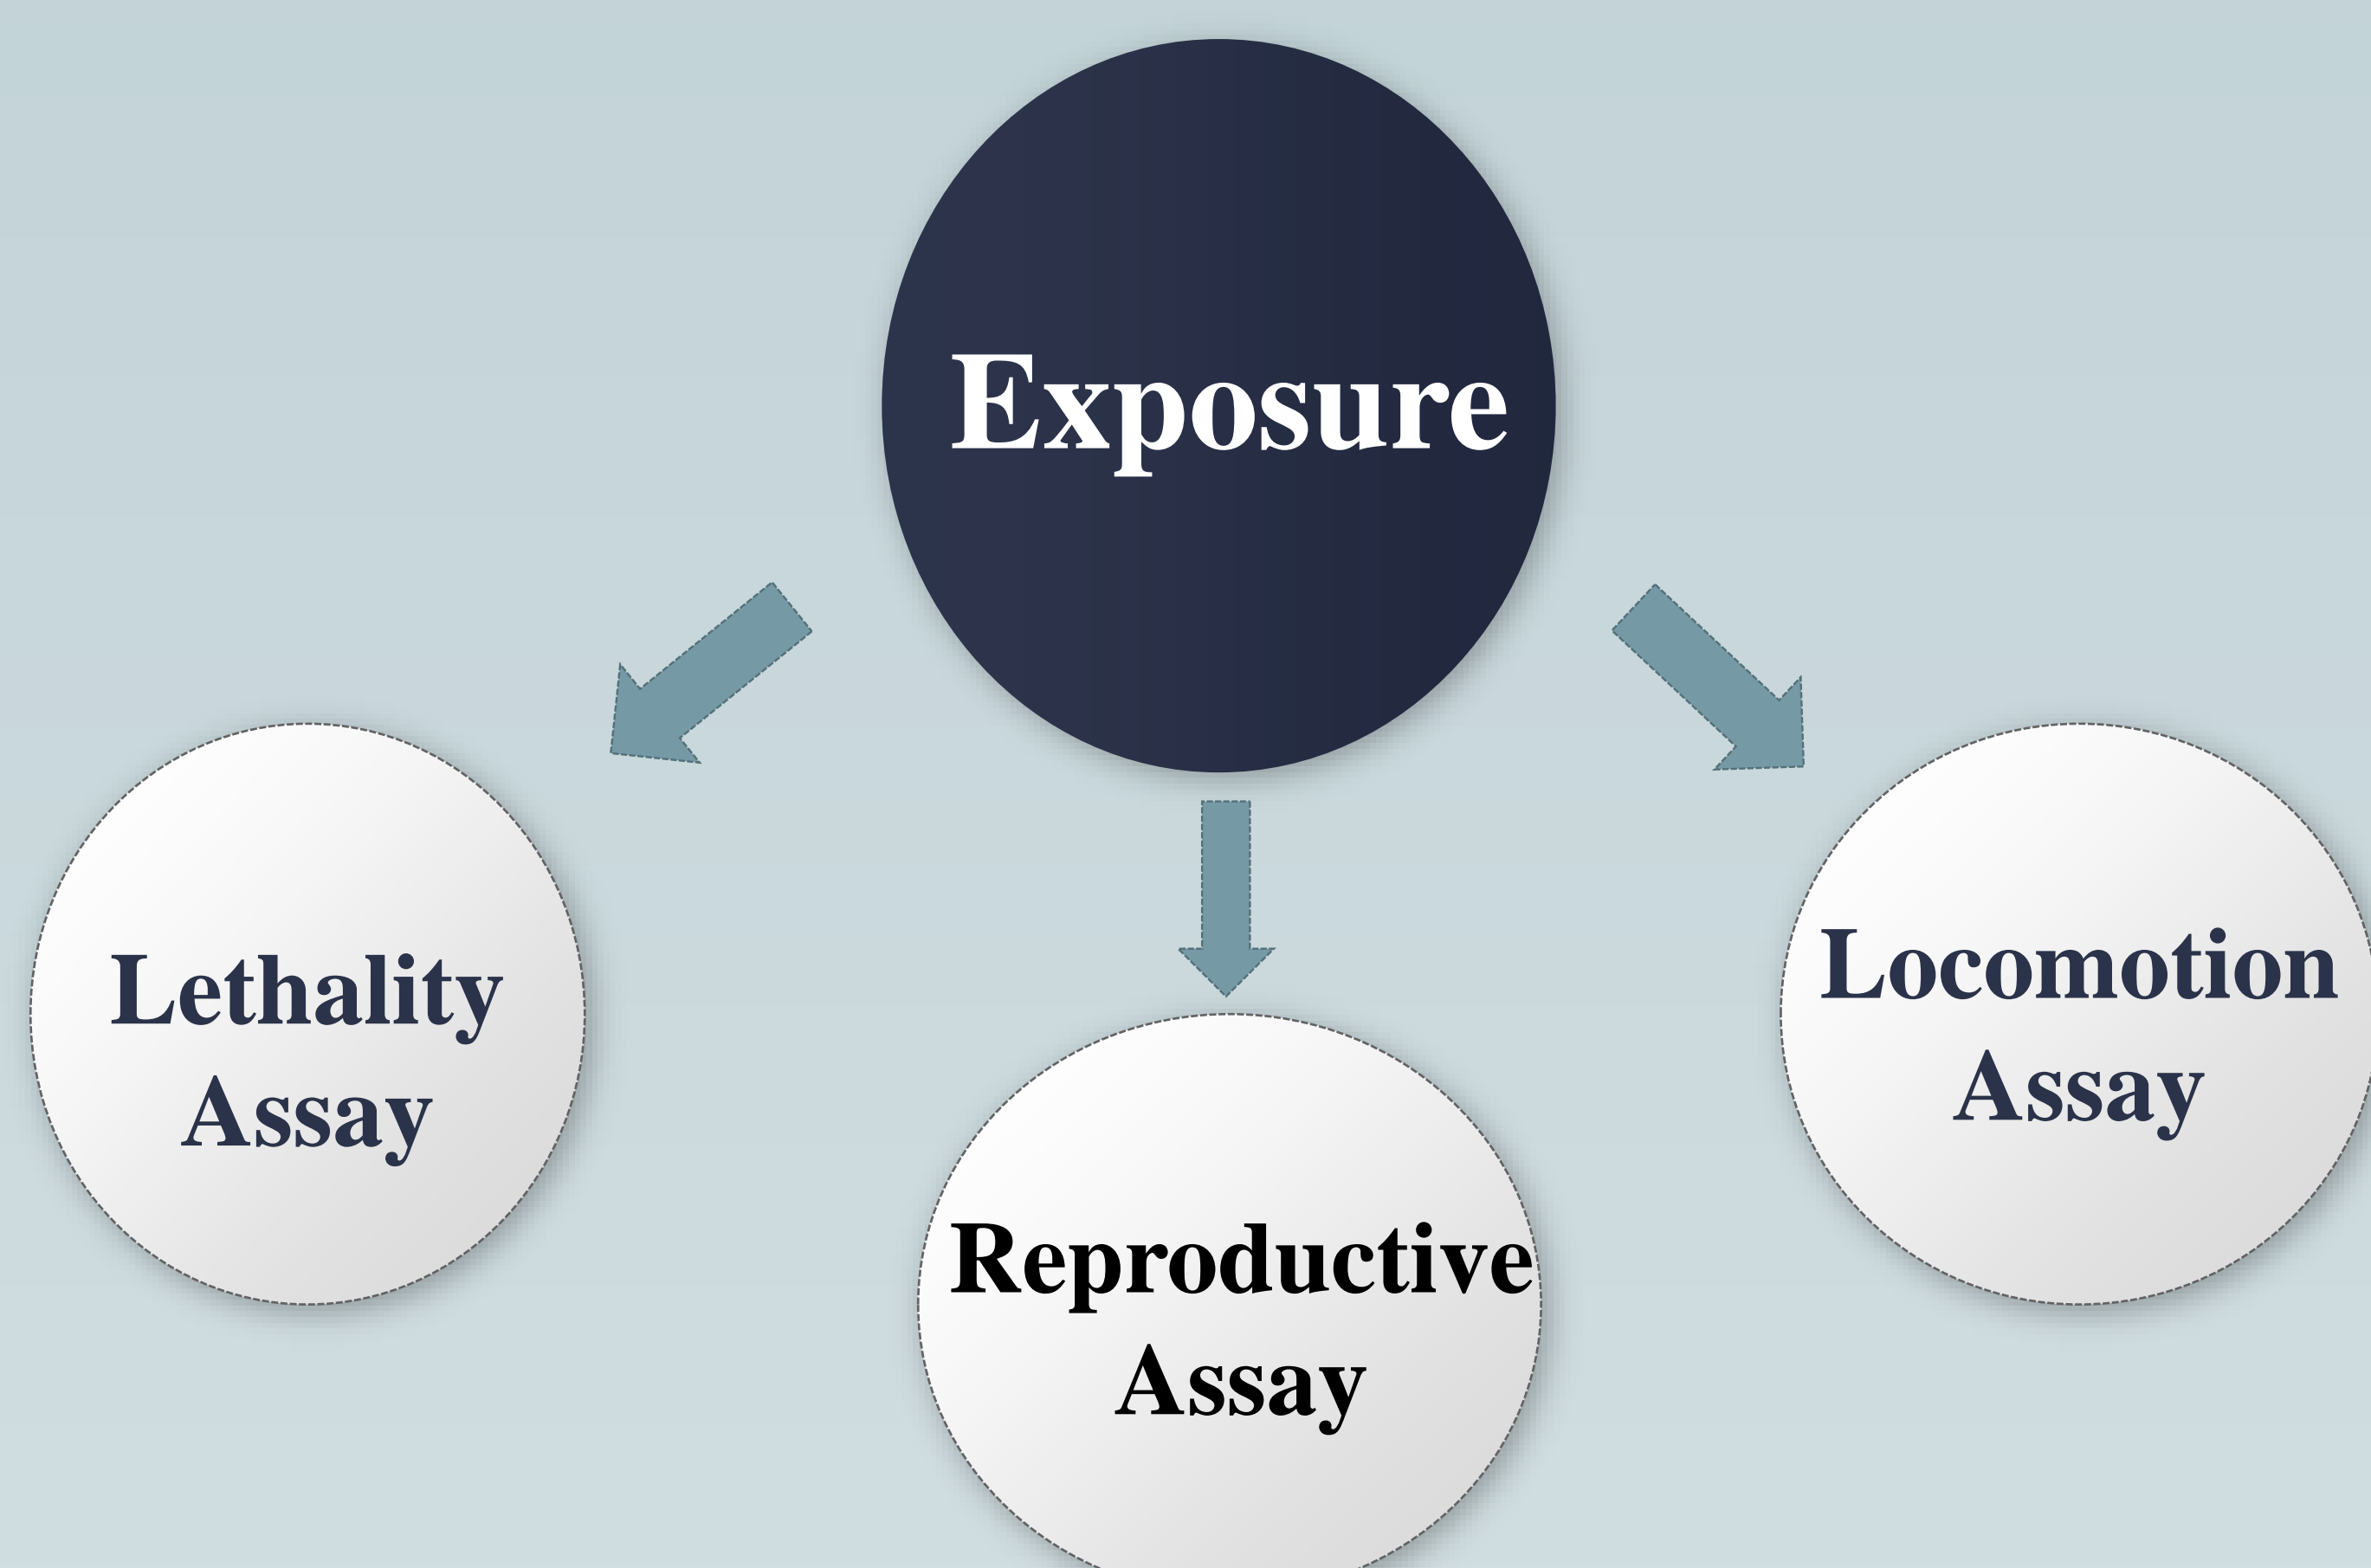 Exposure
Lethality
Assay
Reproductive
Assay
Locomotion
Assay